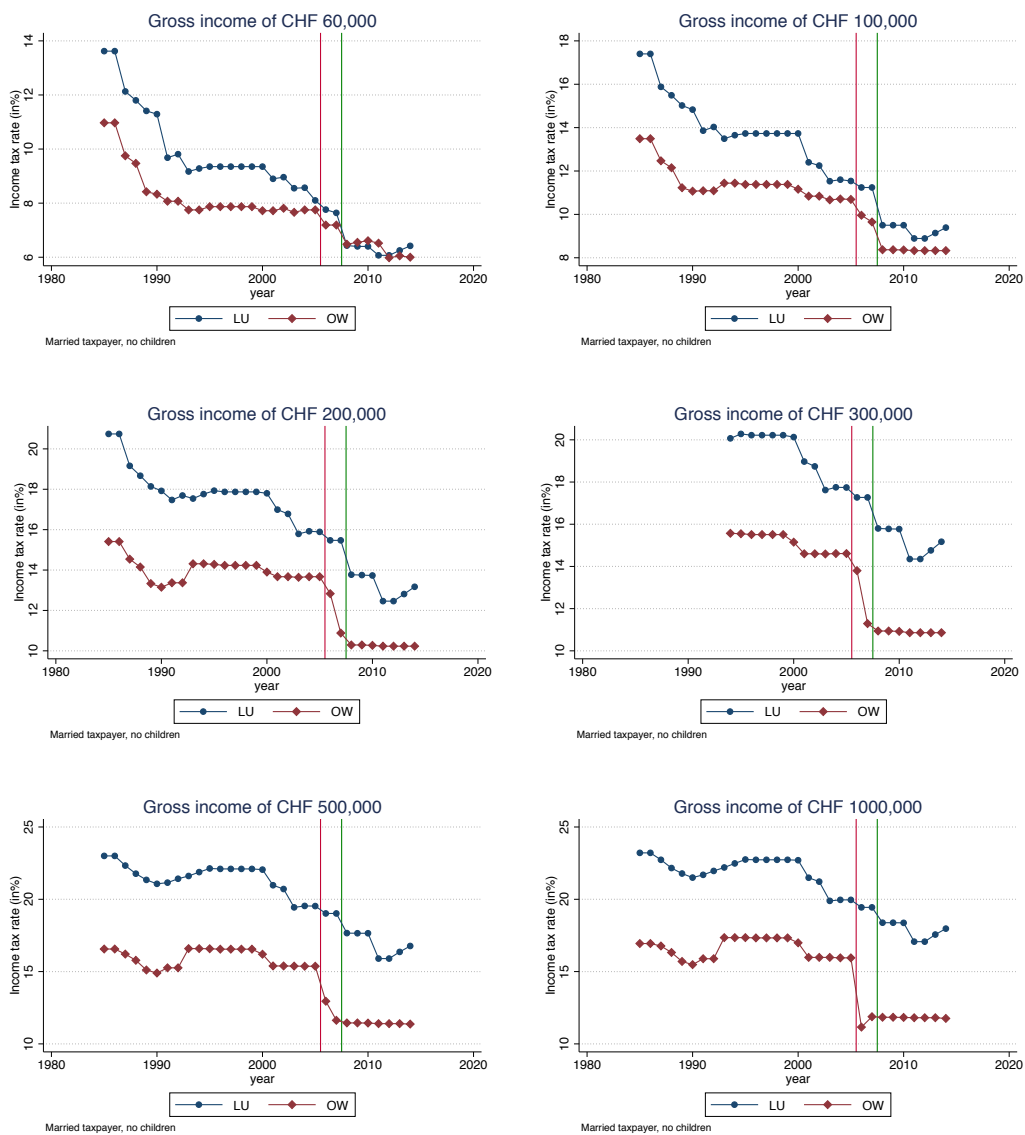 Gross income of CHF 60,000
Income tax rate (in%)
14
12
10
8
6
1980 1990 2000 2010 2020
year
LU OW
Married taxpayer, no children
Gross income of CHF 100,000
Income tax rate (in%)
18
16
14
12
10
8
1980 1990 2000 2010 2020
year
LU OW
Married taxpayer, no children
Gross income of CHF 200,000
Income tax rate (in%)
20
18
16
14
12
10
1980 1990 2000 2010 2020
year
LU OW
Married taxpayer, no children
Gross income of CHF 300,000
Income tax rate (in%)
20
18
16
14
12
10
1980 1990 2000 2010 2020
year
LU OW
Married taxpayer, no children
Gross income of CHF 500,000
Income tax rate (in%)
25
20
15
10
1980 1990 2000 2010 2020
year
LU OW
Married taxpayer, no children
Gross income of CHF 1000,000
Income tax rate (in%)
25
20
15
10
1980 1990 2000 2010 2020
year
LU OW
Married taxpayer, no children